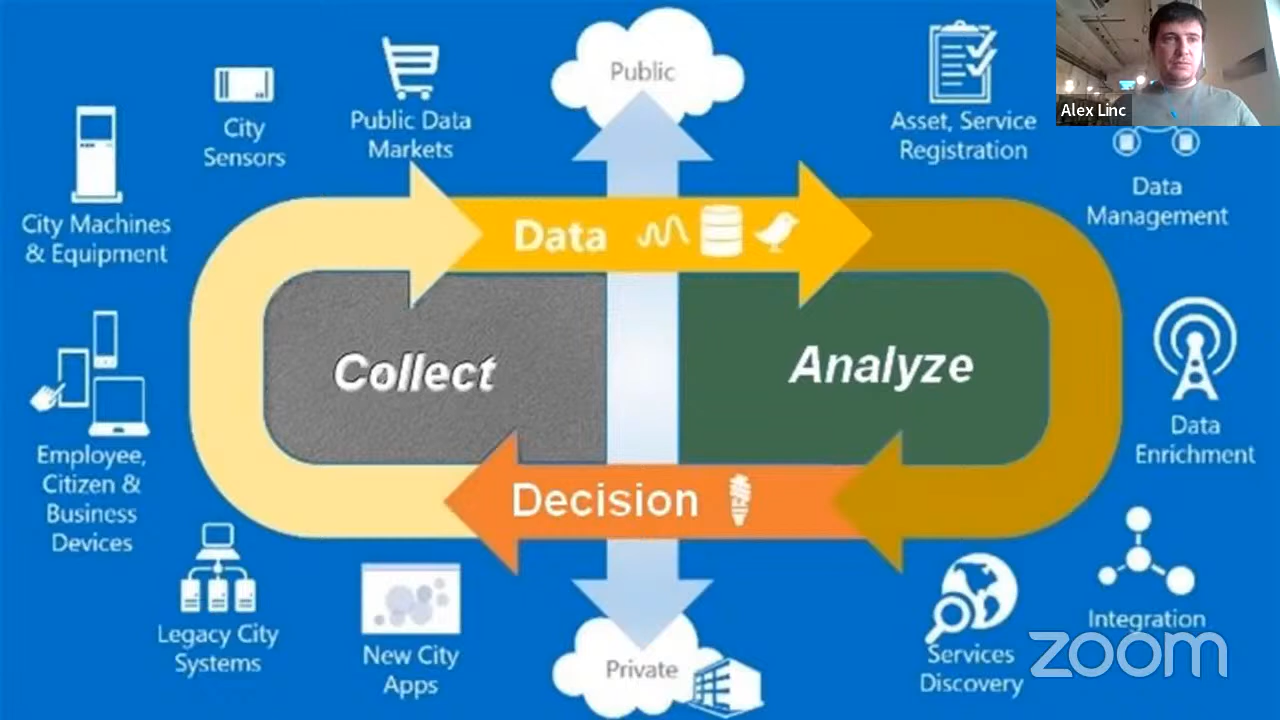 Public
Alex Linc
City
Sensors
Public Data
Markets
Asset, Service
Registration
Data
Management
City Machines
& Equipment
Data
Collect
Analyze
Data
Enrichment
Employee,
Citizen &
Business
Devices
Decision
Legacy City
Systems
New City
Apps
Private
Services
Discovery
Integration
zoom